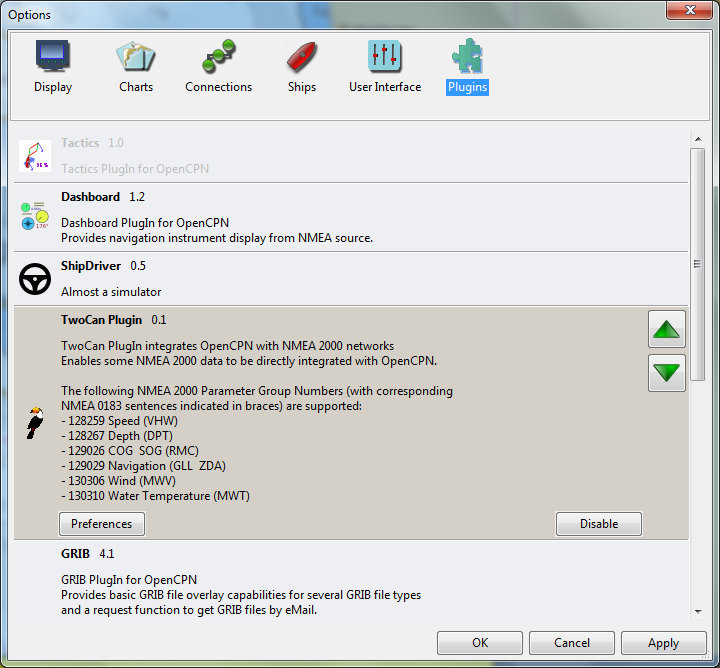 Options
Display
Charts
Connections
Ships
User Interface
Plugins
Tactics 1.0
Tactics PlugIn for OpenCPN
Dashboard 1.2
Dashboard PlugIn for OpenCPN
Provides navigation instrument display from NMEA source.
ShipDriver 0.5
Almost a simulator
TwoCan Plugin 0.1
TwoCan PlugIn integrates OpenCPN with NMEA 2000 networks
Enables some NMEA 2000 data to be directly integrated with OpenCPN.
The following NMEA 2000 Parameter Group Numbers (with corresponding
NMEA 0183 sentences indicated in braces) are supported:
- 128259 Speed (VHW)
- 128267 Depth (DPT)
- 129026 COG SOG (RMC)
- 129029 Navigation (GLL ZDA)
- 130306 Wind (MWV)
- 130310 Water Temperature (MWT)
Preferences
Disable
GRIB 4.1
GRIB PlugIn for OpenCPN
Provides basic GRIB file overlay capabilities for several GRIB file types
and a request function to get GRIB files by eMail.
OK
Cancel
Apply